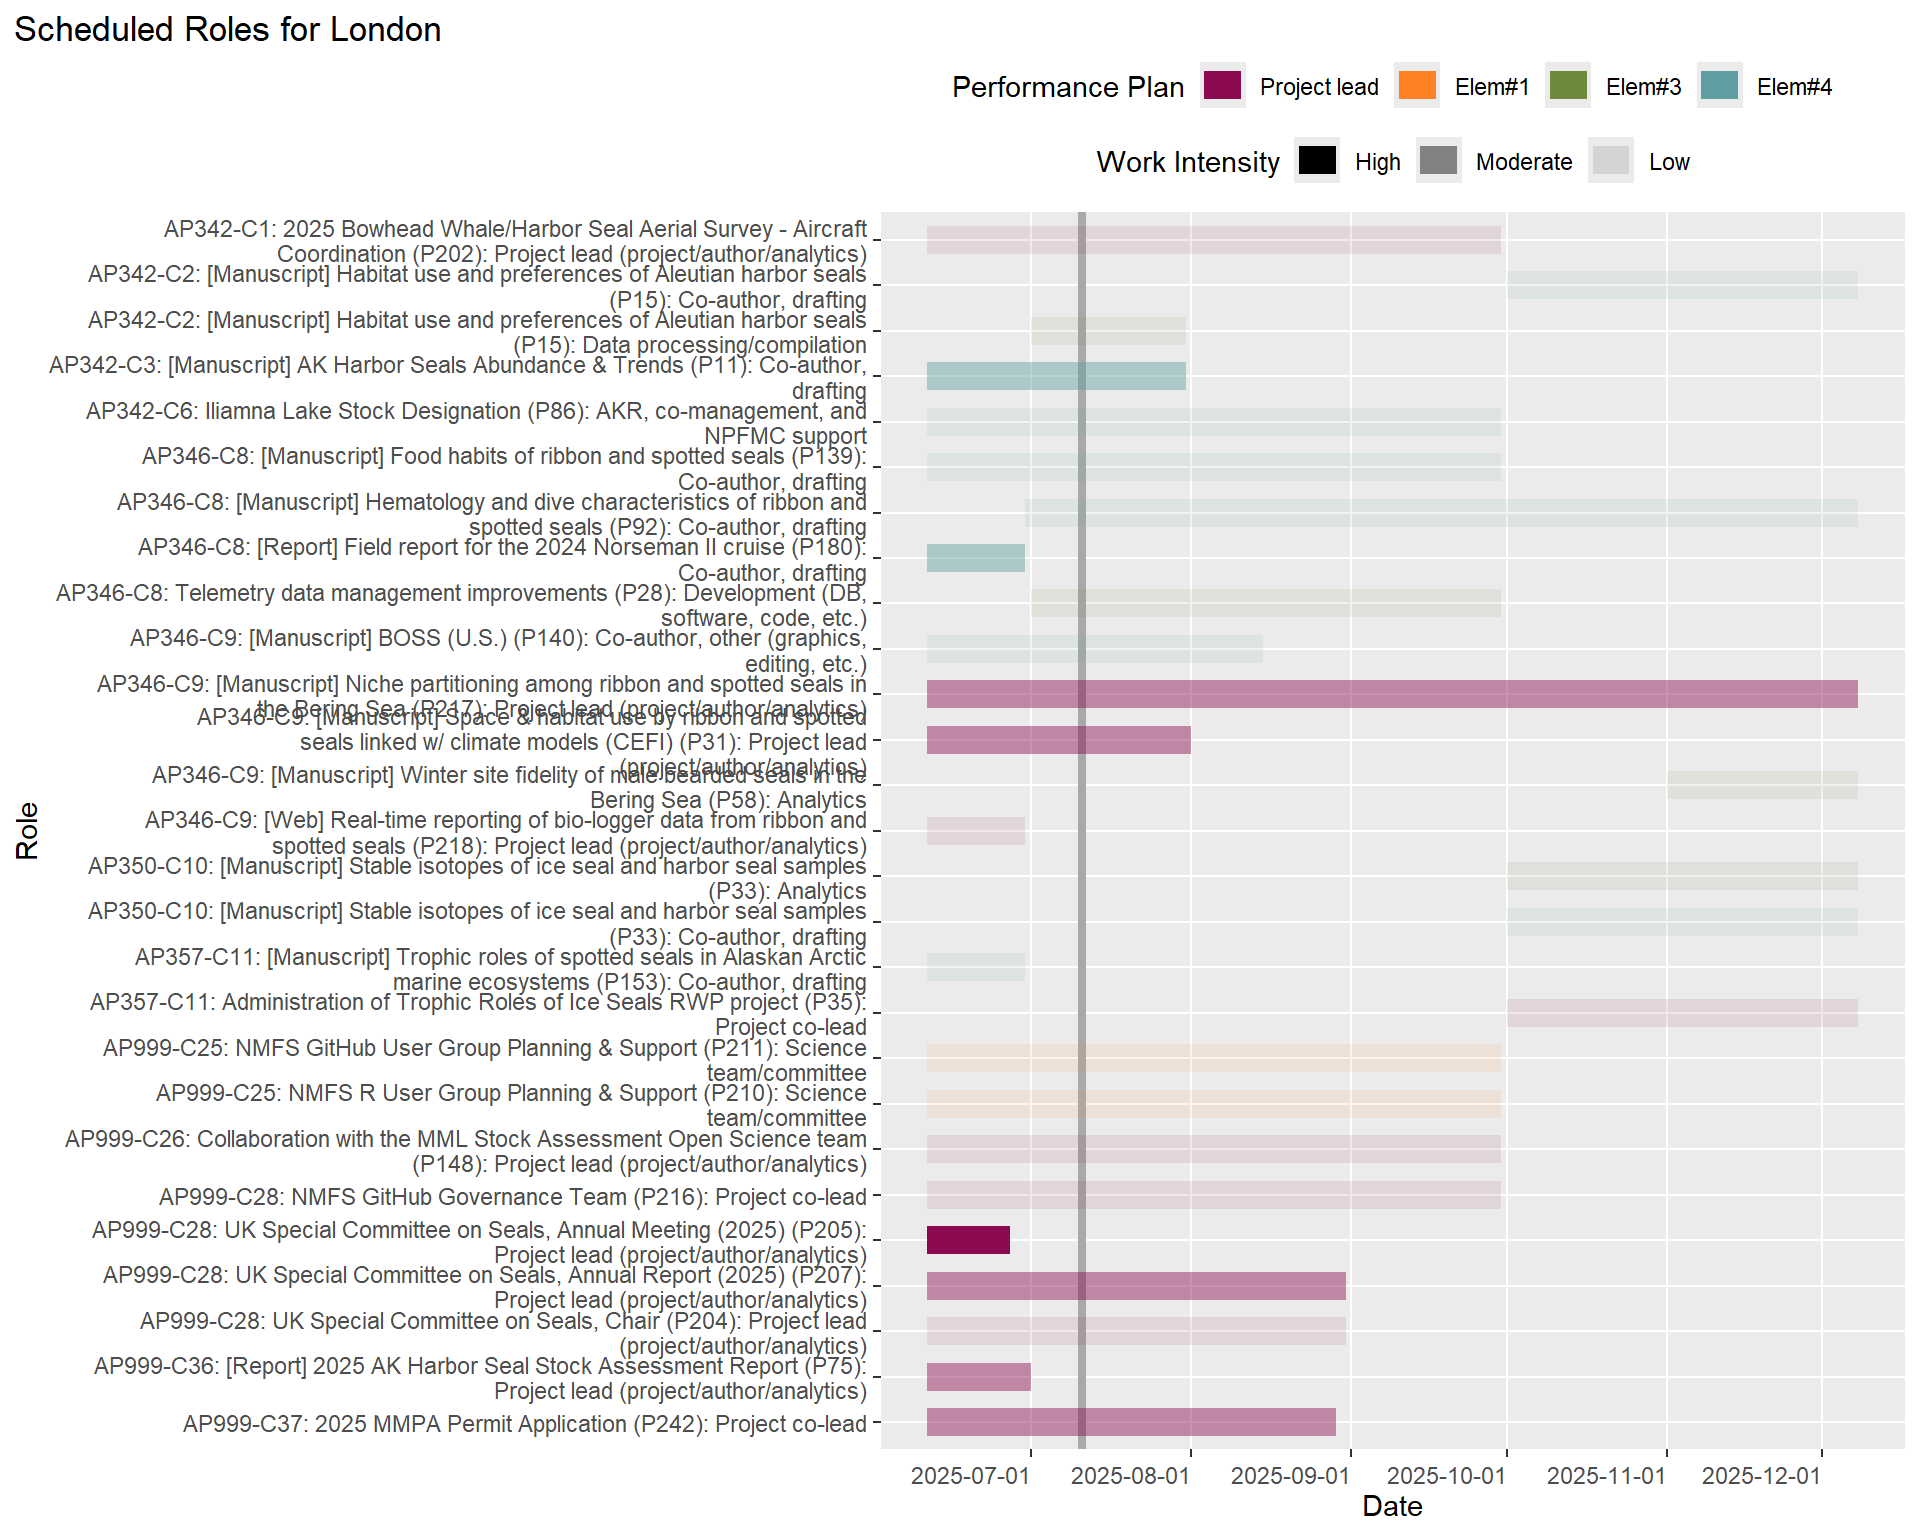 Scheduled Roles for London
Performance Plan Project lead Elem#1 Elem#3 Elem#4
Work Intensity High Moderate Low
AP342-C1: 2025 Bowhead Whale/Harbor Seal Aerial Survey - Aircraft
Coordination (P202): Project lead (project/author/analytics)
AP342-C2: [Manuscript] Habitat use and preferences of Aleutian harbor seals
(P15): Co-author, drafting
AP342-C2: [Manuscript] Habitat use and preferences of Aleutian harbor seals
(P15): Data processing/compilation
AP342-C3: [Manuscript] AK Harbor Seals Abundance & Trends (P11): Co-author,
drafting
AP342-C6: Iliamna Lake Stock Designation (P86): AKR, co-management, and
NPFMC support
AP346-C8: [Manuscript] Food habits of ribbon and spotted seals (P139):
Co-author, drafting
AP346-C8: [Manuscript] Hematology and dive characteristics of ribbon and
spotted seals (P92): Co-author, drafting
AP346-C8: [Report] Field report for the 2024 Norseman II cruise (P180):
Co-author, drafting
AP346-C8: Telemetry data management improvements (P28): Development (DB,
software, code, etc.)
AP346-C9: [Manuscript] BOSS (U.S.) (P140): Co-author, other (graphics,
editing, etc.)
AP346-C9: [Manuscript] Niche partitioning among ribbon and spotted seals in
the Bering Sea (P217): Project lead (project/author/analytics)
AP346-C9: [Manuscript] Space & habitat use by ribbon and spotted
seals linked w/ climate models (CEFI) (P31): Project lead
(project/author/analytics)
AP346-C9: [Manuscript] Winter site fidelity of male bearded seals in the
Bering Sea (P58): Analytics
AP346-C9: [Web] Real-time reporting of bio-logger data from ribbon and
spotted seals (P218): Project lead (project/author/analytics)
AP350-C10: [Manuscript] Stable isotopes of ice seal and harbor seal samples
(P33): Analytics
AP350-C10: [Manuscript] Stable isotopes of ice seal and harbor seal samples
(P33): Co-author, drafting
AP357-C11: [Manuscript] Trophic roles of spotted seals in Alaskan Arctic
marine ecosystems (P153): Co-author, drafting
AP357-C11: Administration of Trophic Roles of Ice Seals RWP project (P35):
Project co-lead
AP999-C25: NMFS GitHub User Group Planning & Support (P211): Science
team/committee
AP999-C25: NMFS R User Group Planning & Support (P210): Science
team/committee
AP999-C26: Collaboration with the MML Stock Assessment Open Science team
(P148): Project lead (project/author/analytics)
AP999-C28: NMFS GitHub Governance Team (P216): Project co-lead
AP999-C28: UK Special Committee on Seals, Annual Meeting (2025) (P205):
Project lead (project/author/analytics)
AP999-C28: UK Special Committee on Seals, Annual Report (2025) (P207):
Project lead (project/author/analytics)
AP999-C28: UK Special Committee on Seals, Chair (P204): Project lead
(project/author/analytics)
AP999-C36: [Report] 2025 AK Harbor Seal Stock Assessment Report (P75):
Project lead (project/author/analytics)
AP999-C37: 2025 MMPA Permit Application (P242): Project co-lead
Role
2025-07-01 2025-08-01 2025-09-01 2025-10-01 2025-11-01 2025-12-01
Date